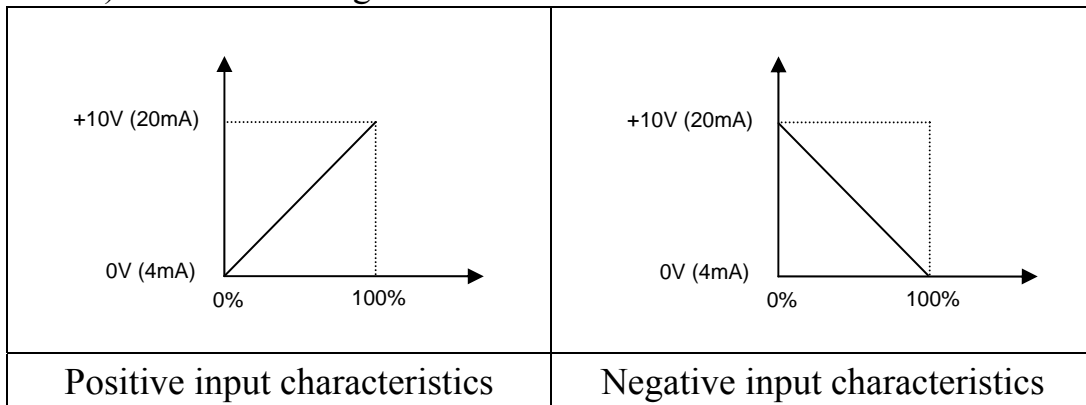 +10V (20mA)
0V (4mA)
0%
100%
+10V (20mA)
0V (4mA)
0%
100%
Positive input characteristics
Negative input characteristics